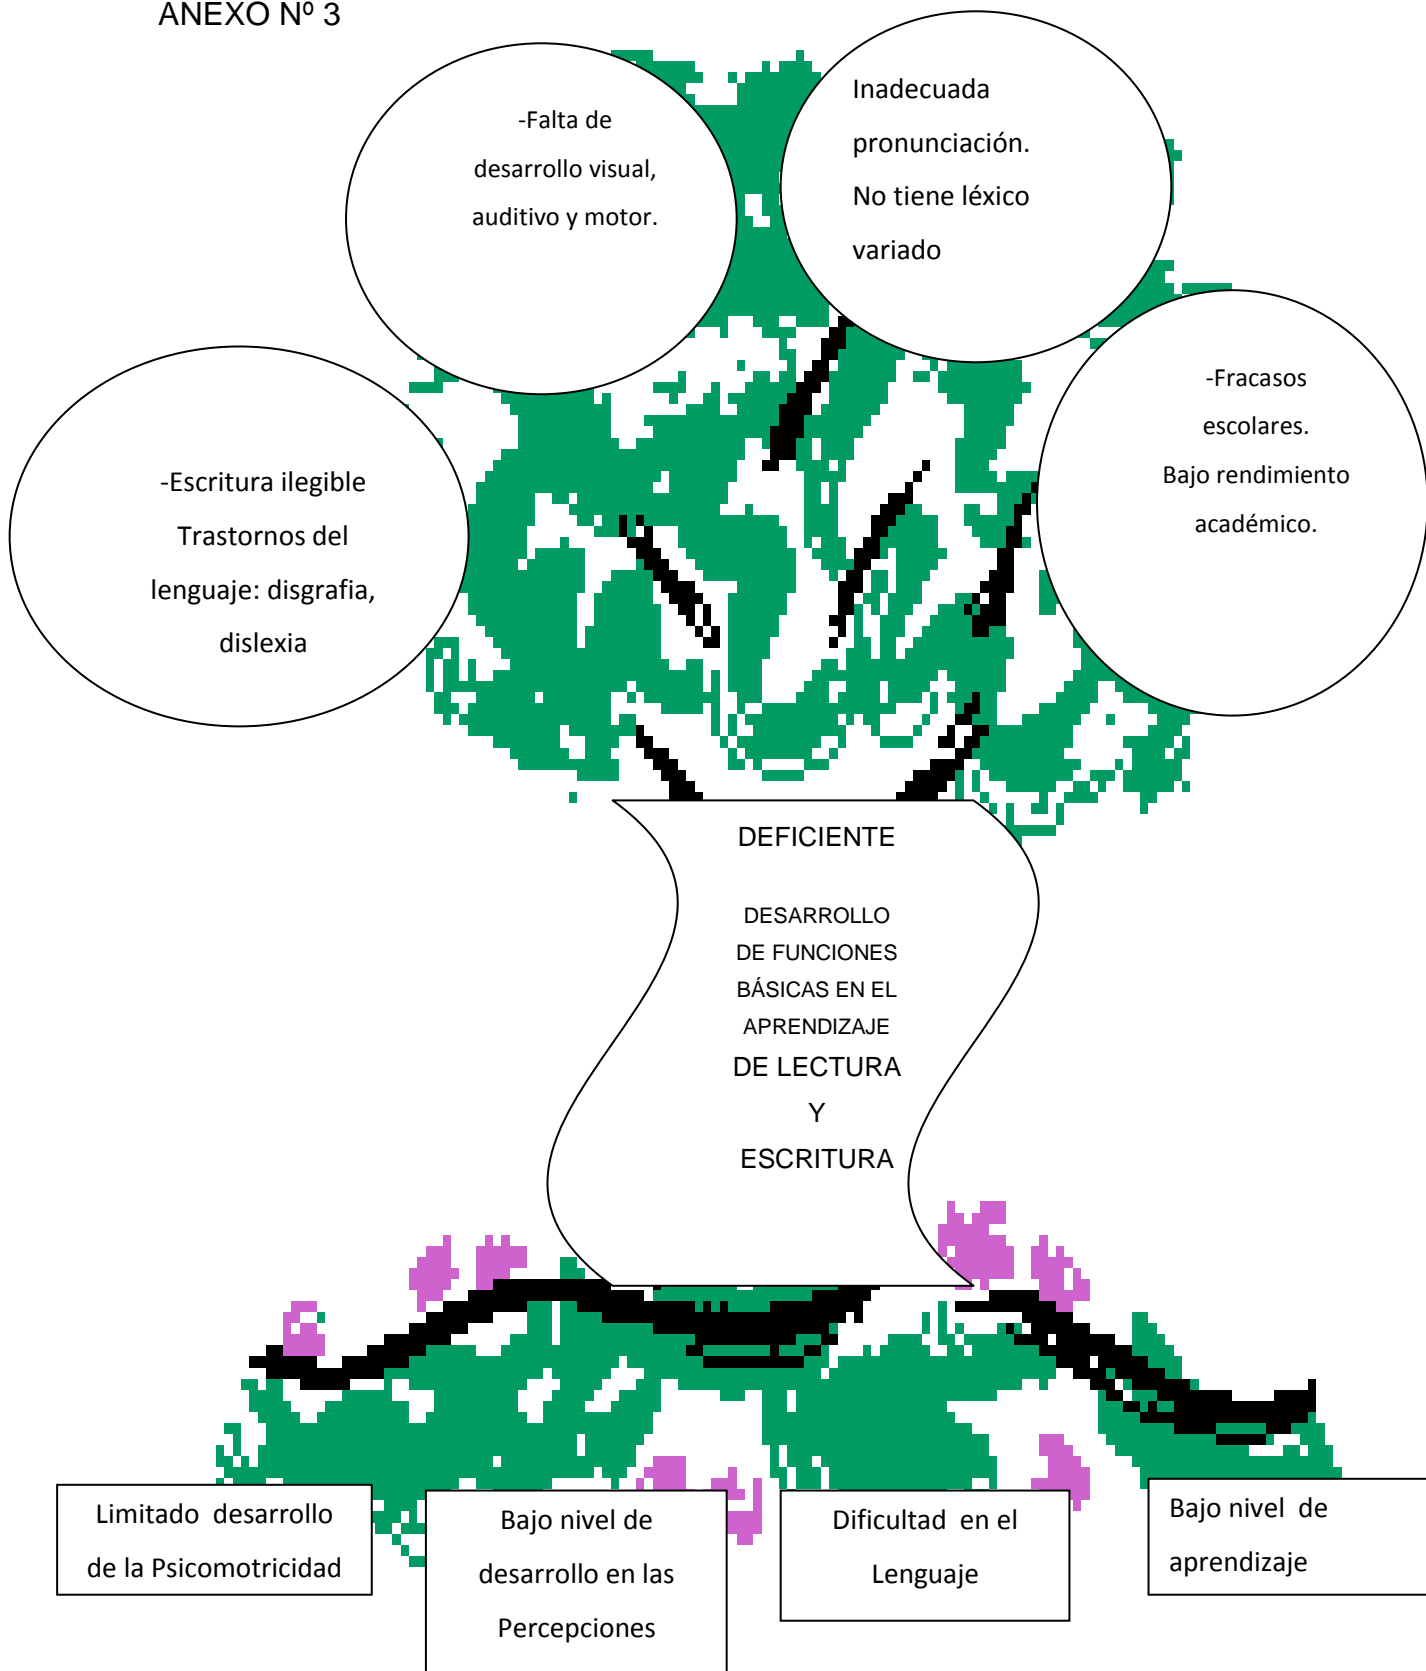 ANEXO Nº 3
-Falta de
desarrollo visual,
auditivo y motor.
Inadecuada
pronunciación.
No tiene léxico
variado
-Fracasos
escolares.
Bajo rendimiento
académico.
-Escritura ilegible
Trastornos del
lenguaje: disgrafia,
dislexia
DEFICIENTE
DESARROLLO
DE FUNCIONES
BÁSICAS EN EL
APRENDIZAJE
DE LECTURA
Y
ESCRITURA
Limitado desarrollo
de la Psicomotricidad
Bajo nivel de
desarrollo en las
Percepciones
Dificultad en el
Lenguaje
Bajo nivel de
aprendizaje